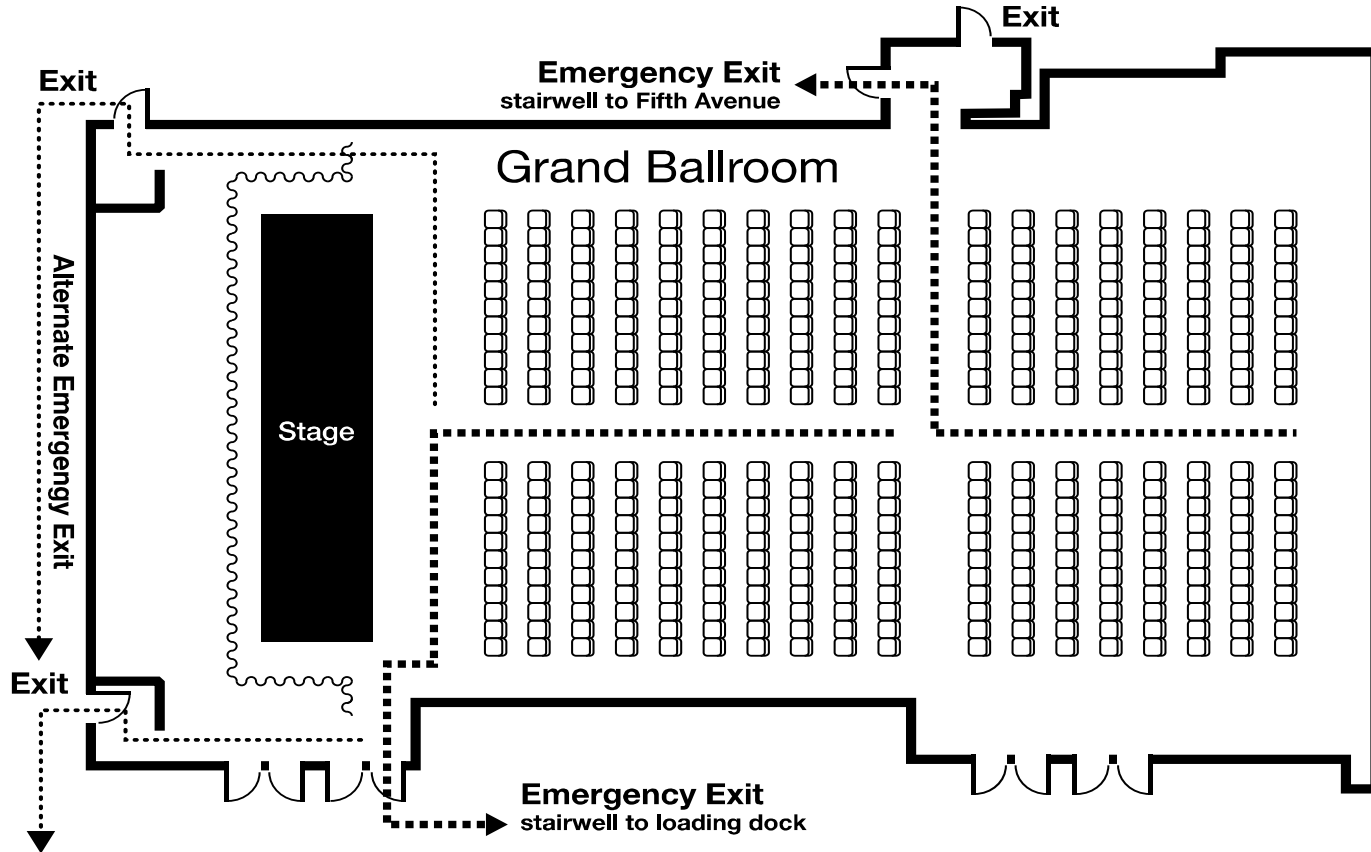 Exit
Exit
Emergency Exit
stairwell to Fifth Avenue
Grand Ballroom
Alternate Emergengy Exit
Stage
Exit
Emergency Exit
stairwell to loading dock